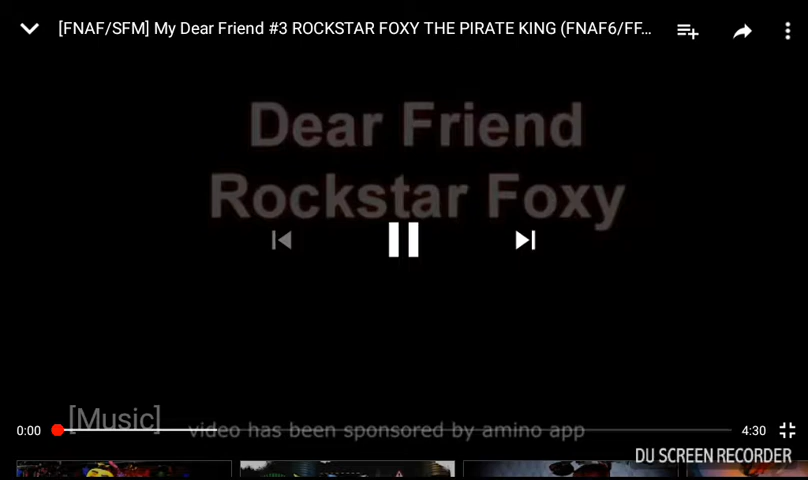 [FNAF/SFM] My Dear Friend #3 ROCKSTAR FOXY THE PIRATE KING (FNAF6/FF...
Dear Friend
Rockstar Foxy
[Music]
video has been sponsored by amino app
0:00
4:30
DU SCREEN RECORDER